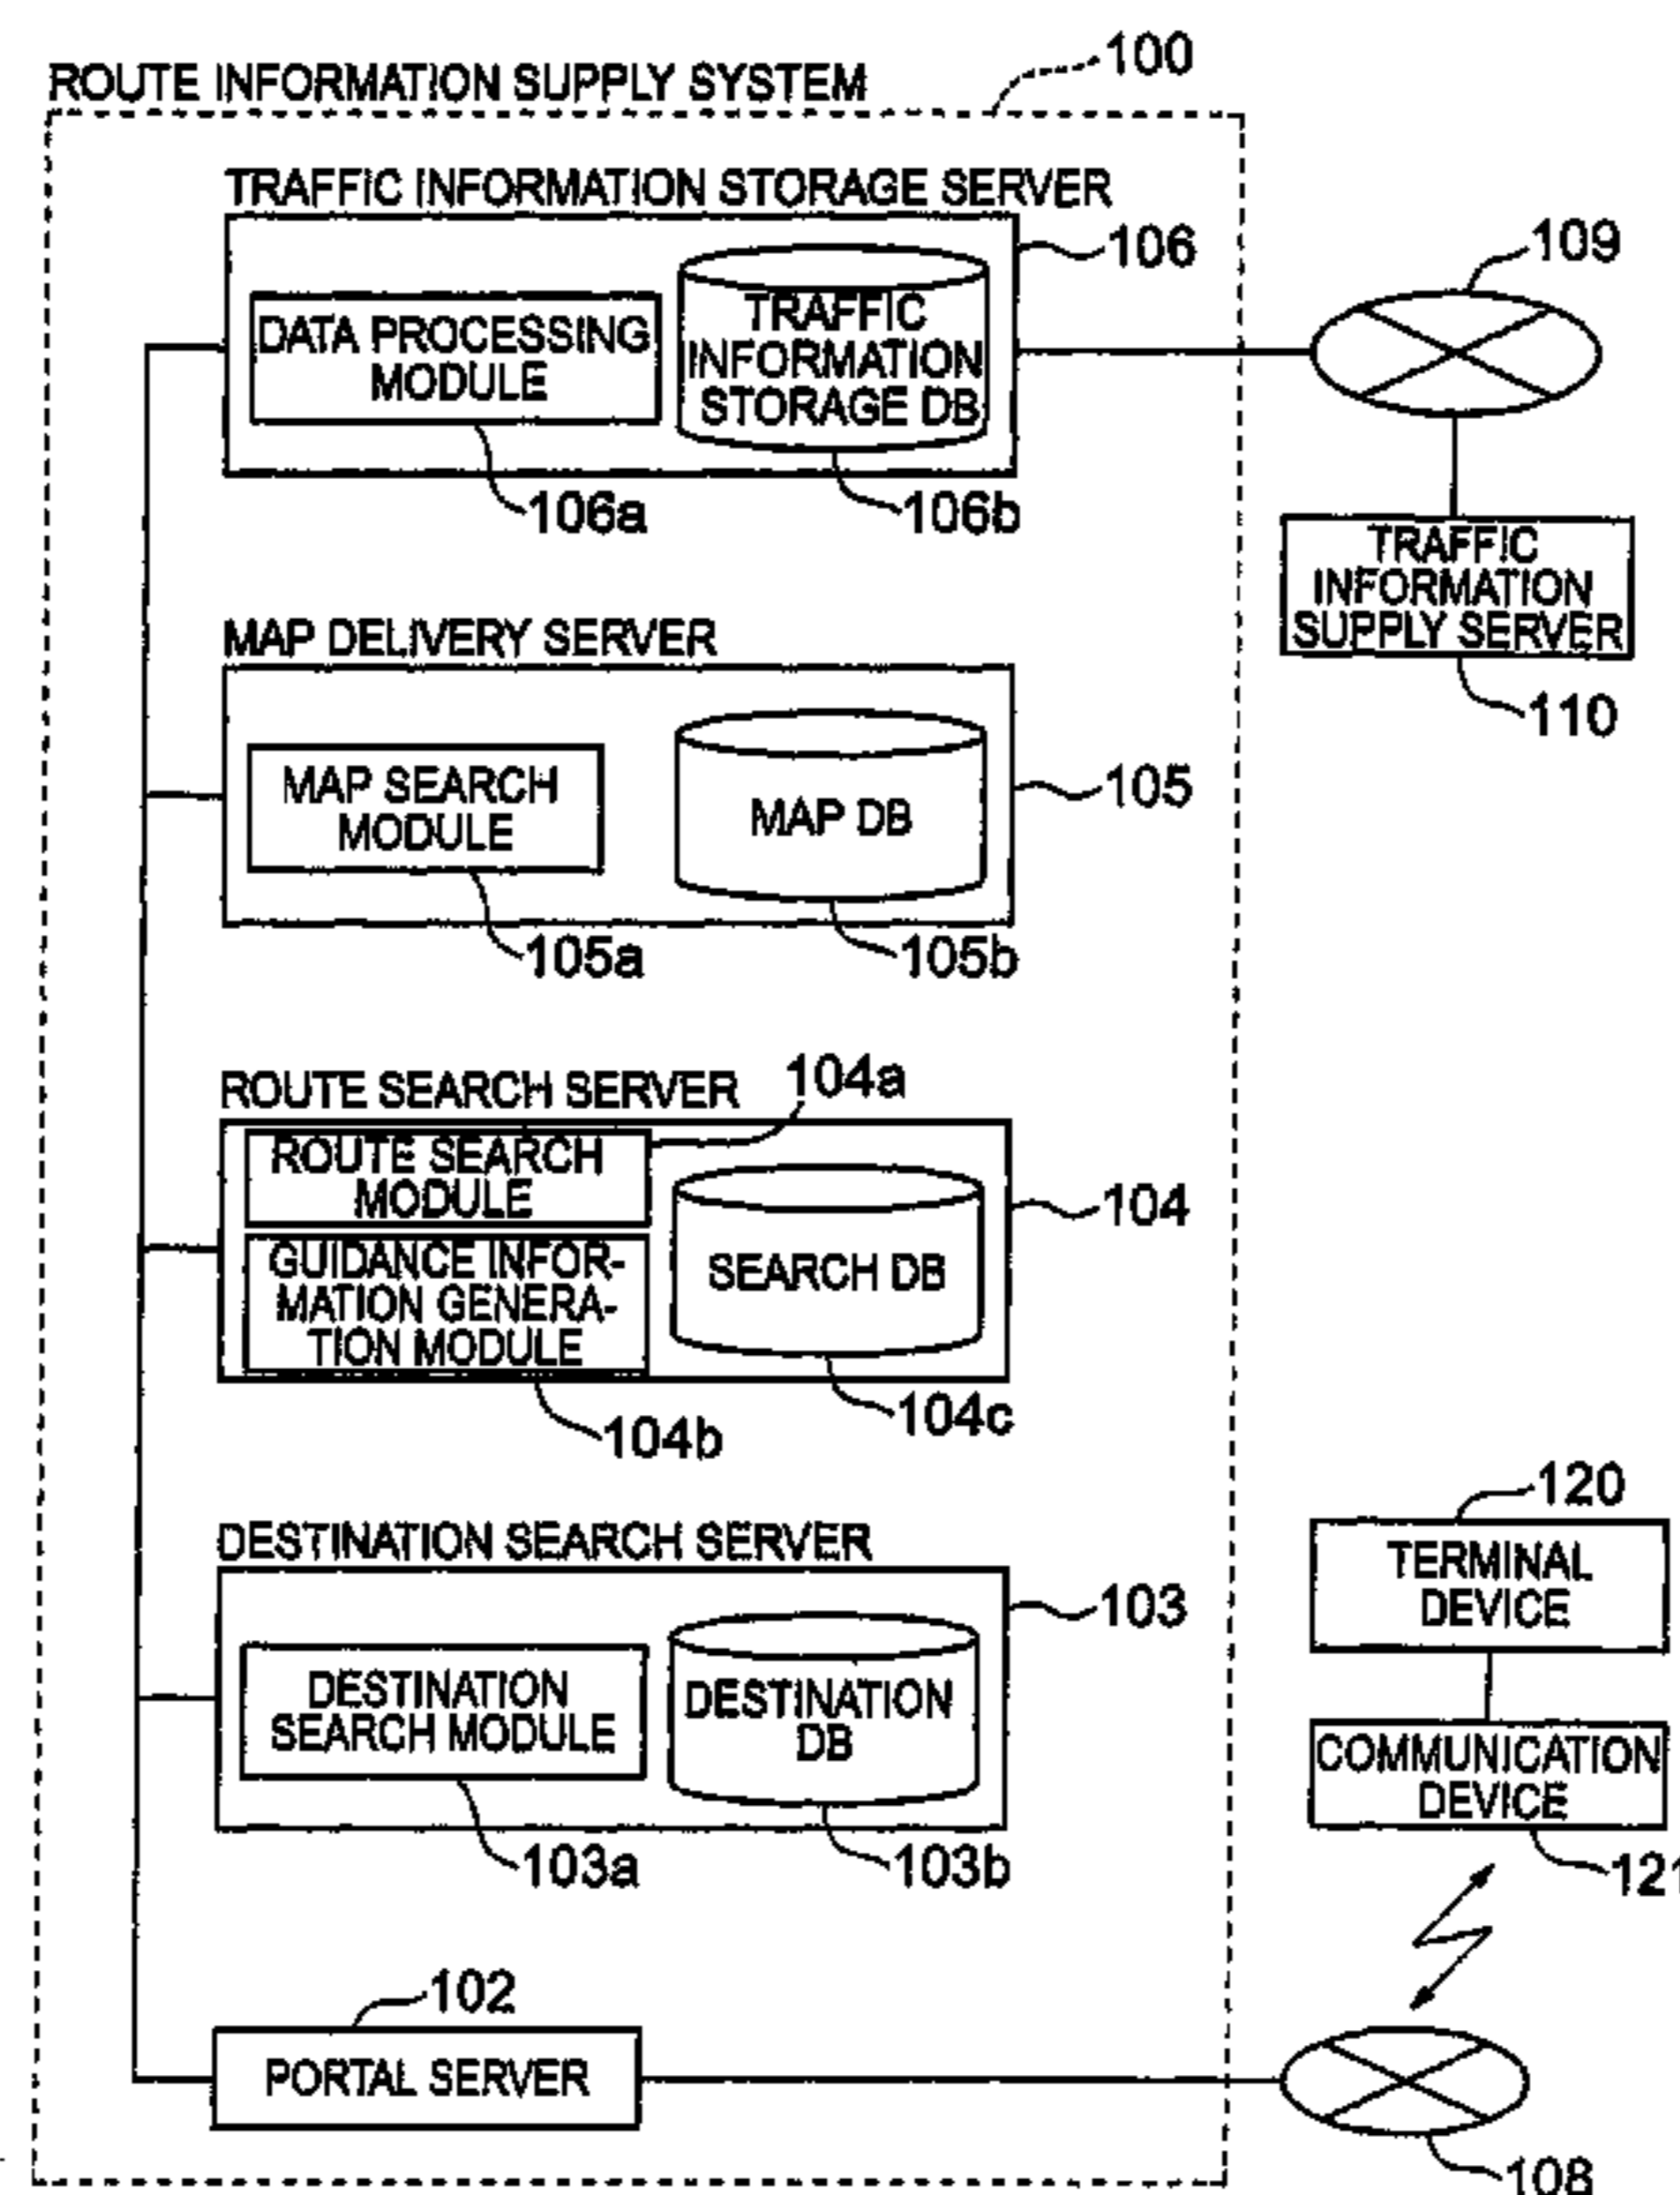 100
ROUTE INFORMATION SUPPLY SYSTEM
TRAFFIC INFORMATION STORAGE SERVER
106
109
DATA PROCESSING
MODULE
TRAFFIC
INFORMATION
STORAGE DB
106a
106b
TRAFFIC
INFORMATION
SUPPLY SERVER
110
MAP DELIVERY SERVER
MAP SEARCH
MODULE
MAP DB
105
105a
105b
ROUTE SEARCH SERVER
104a
ROUTE SEARCH
MODULE
GUIDANCE INFOR-
MATION GENERA-
TION MODULE
SEARCH DB
104
104b
104c
DESTINATION SEARCH SERVER
103
DESTINATION
SEARCH MODULE
DESTINATION
DB
103a
103b
120
TERMINAL
DEVICE
COMMUNICATION
DEVICE
121
102
PORTAL SERVER
108